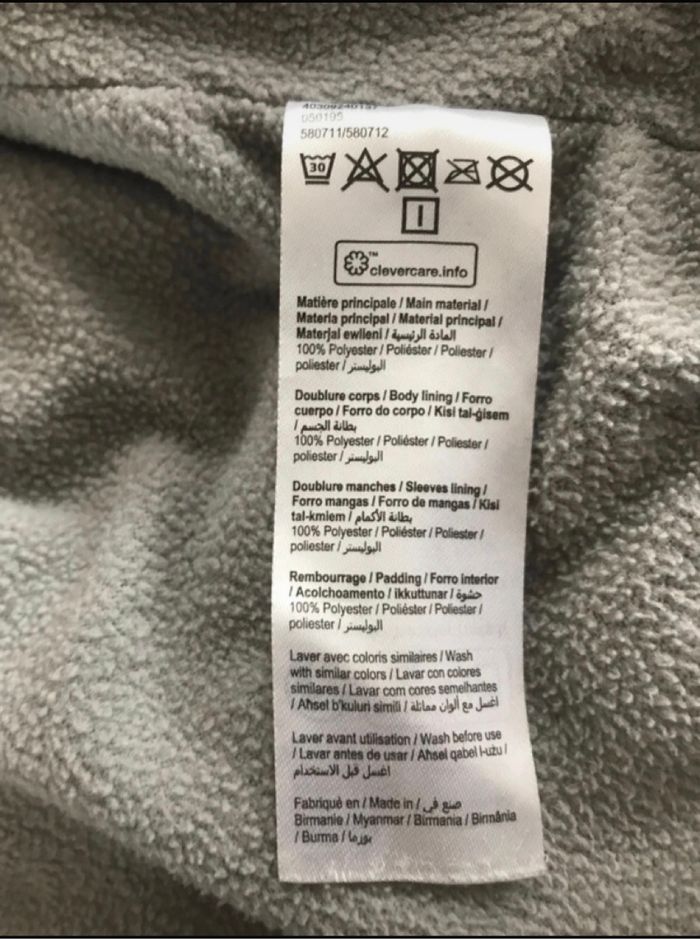 050199
580711/580712
30
I
clevercare.info
Matière principale / Main material /
Materia principal / Material principal /
Materjal ewlieni / المادة الرئيسية
100% Polyester / Poliéster / Poliester /
poliester / البوليستر
Doublure corps / Body lining / Forro
cuerpo / Forro do corpo / Kisi tal-ġisem
/ بطانة الجسم
100% Polyester / Poliéster / Poliester /
poliester / البوليستر
Doublure manches / Sleeves lining /
Forro mangas / Forro de mangas / Kisi
tal-kmiem / بطانة الأكمام
100% Polyester / Poliéster / Poliester /
poliester / البوليستر
Rembourrage / Padding / Forro interior
/ Acolchoamento / ikkuttunar / حشوة
100% Polyester / Poliéster / Poliester /
poliester / البوليستر
Laver avec coloris similaires / Wash
with similar colors / Lavar con colores
similares / Lavar com cores semelhantes
/ Aħsel b'kuluri simili / اغسل مع ألوان مماثلة
Laver avant utilisation / Wash before use
/ Lavar antes de usar / Aħsel qabel l-użu /
اغسل قبل الاستخدام
Fabriqué en / Made in / صنع في
Birmanie / Myanmar / Birmania / Birmânia
/ Burma / بورما